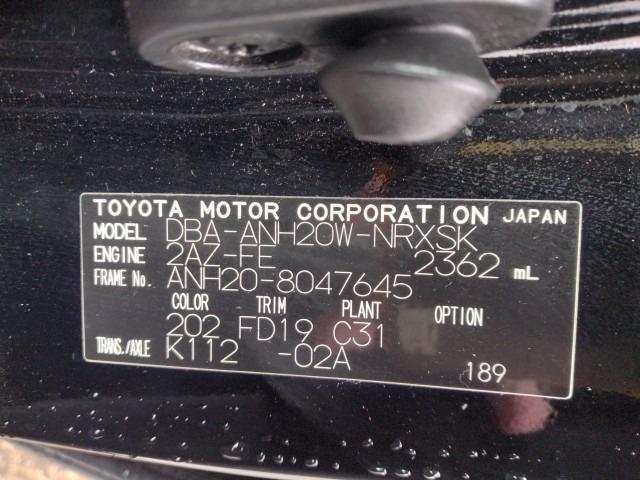 TOYOTA MOTOR CORPORATION JAPAN
MODEL DBA-ANH20W-NRXSK
ENGINE 2AZ-FE 2362 mL
FRAME No. ANH20-8047645
COLOR TRIM PLANT OPTION
202 FD19 C31
TRANS./AXLE K112 -02A
189